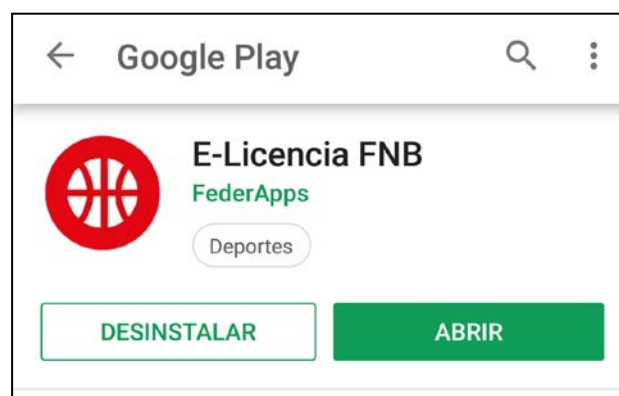 Google Play
E-Licencia FNB
FederApps
Deportes
DESINSTALAR
ABRIR